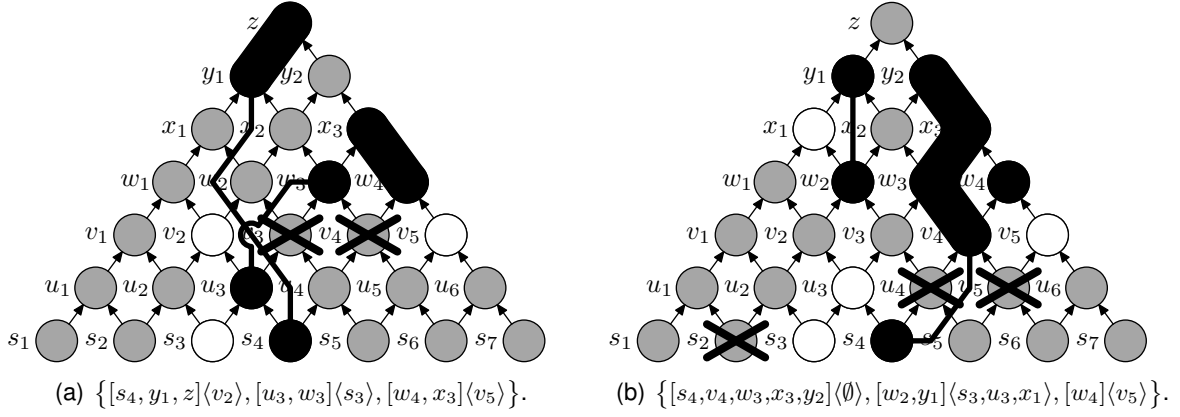 z z
y₁ y₂ y₁ y₂
x₁ x₂ x₃ x₁ x₂ x₃
w₁ w₂ w₃ w₄ w₁ w₂ w₃ w₄
v₁ v₂ v₃ v₄ v₅ v₁ v₂ v₃ v₄ v₅
u₁ u₂ u₃ u₄ u₅ u₆ u₁ u₂ u₃ u₄ u₅ u₆
s₁ s₂ s₃ s₄ s₅ s₆ s₇ s₁ s₂ s₃ s₄ s₅ s₆ s₇
(a) {[s₄, y₁, z]⟨v₂⟩, [u₃, w₃]⟨s₃⟩, [w₄, x₃]⟨v₅⟩}.
(b) {[s₄,v₄,w₃,x₃,y₂]⟨∅⟩, [w₂,y₁]⟨s₃,u₃,x₁⟩, [w₄]⟨v₅⟩}.